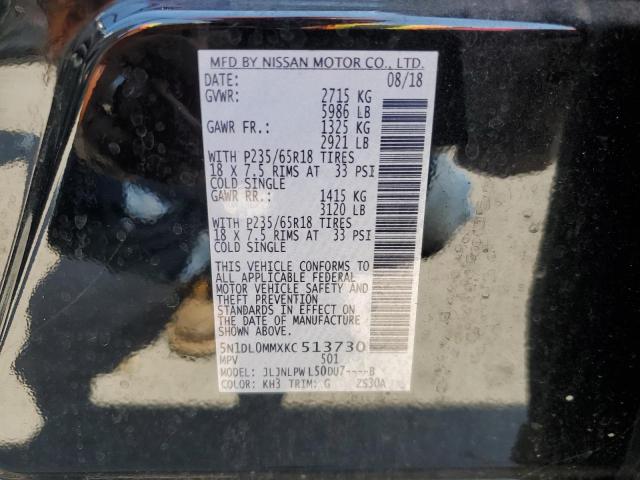 MFD BY NISSAN MOTOR CO., LTD.
DATE: 08/18
GVWR: 2715 KG
5986 LB
GAWR FR.: 1325 KG
2921 LB
WITH P235/65R18 TIRES
18 X 7.5 RIMS AT 33 PSI
COLD SINGLE
GAWR RR.: 1415 KG
3120 LB
WITH P235/65R18 TIRES
18 X 7.5 RIMS AT 33 PSI
COLD SINGLE
THIS VEHICLE CONFORMS TO
ALL APPLICABLE FEDERAL
MOTOR VEHICLE SAFETY AND
THEFT PREVENTION
STANDARDS IN EFFECT ON
THE DATE OF MANUFACTURE
SHOWN ABOVE.
5N1DL0MMXKC513730
MPV 501
MODEL: JLJNLPWL50DU7----B
COLOR: KH3 TRIM: G ZS30A